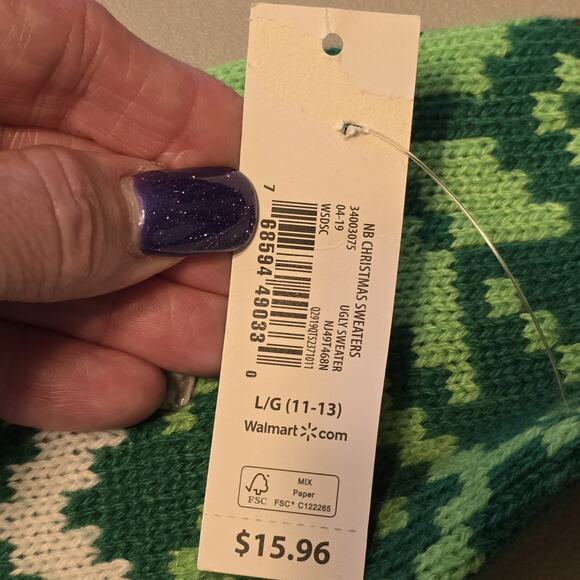 NB CHRISTMAS SWEATERS
UGLY SWEATER
34003075
04-19
NJ49T468N
WSDSC
Q2919QTS2371011
7 68594 49033 0
L/G (11-13)
Walmart com
FSC
MIX
Paper
FSC® C122265
$15.96